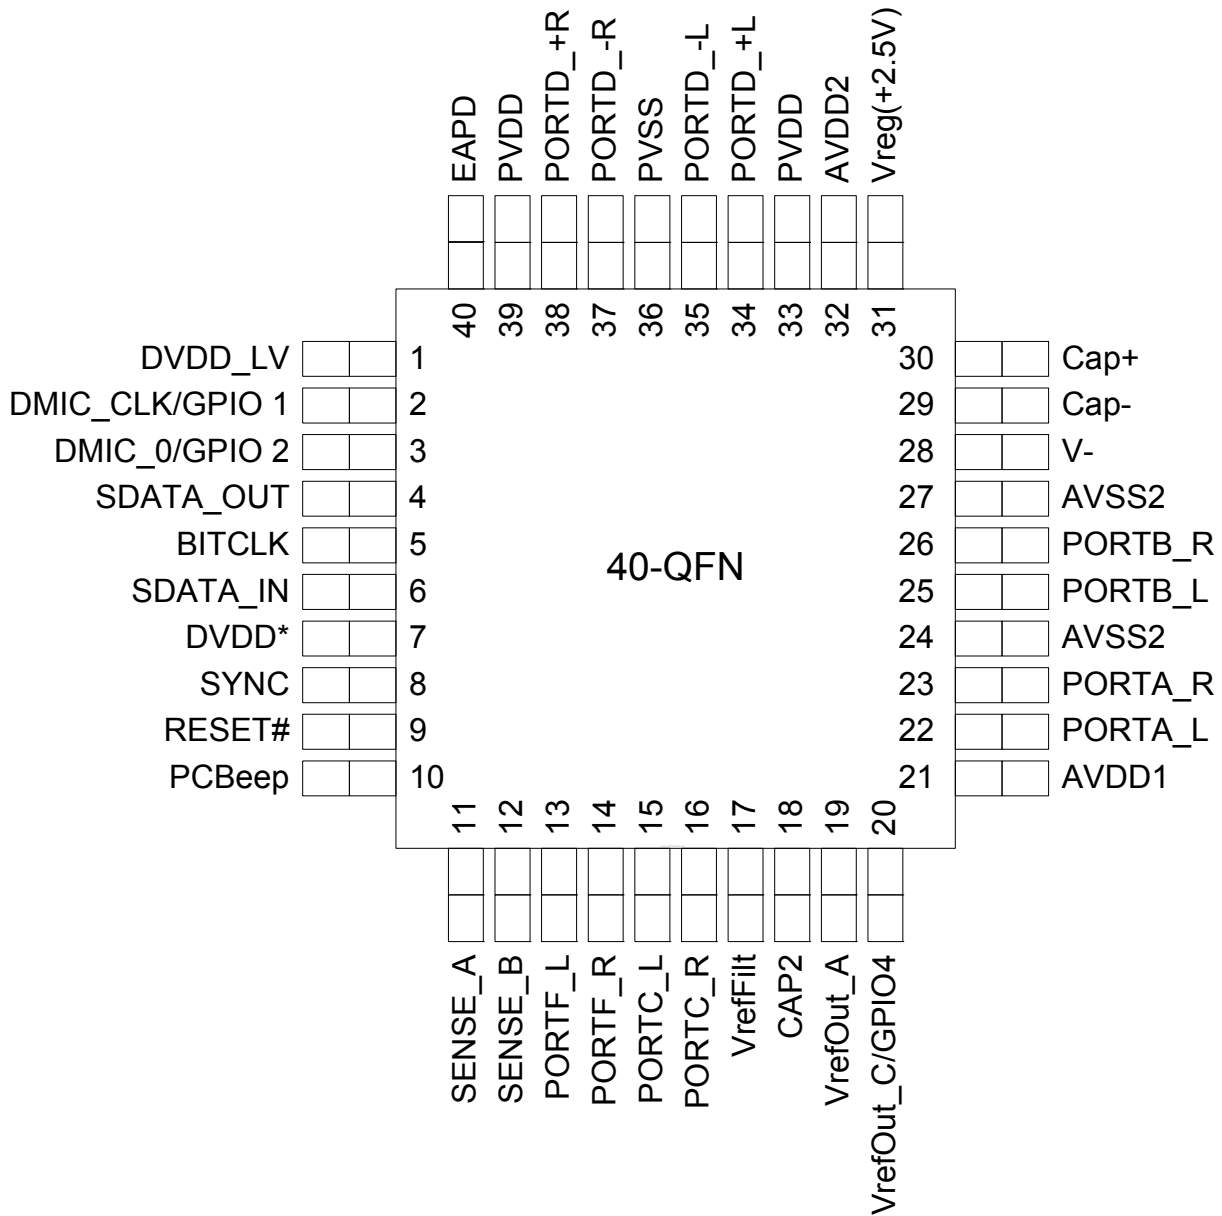 EAPD
PVDD
PORTD_+R
PORTD_-R
PVSS
PORTD_-L
PORTD_+L
PVDD
AVDD2
Vreg(+2.5V)
40
39
38
37
36
35
34
33
32
31
DVDD_LV 1
DMIC_CLK/GPIO 1 2
DMIC_0/GPIO 2 3
SDATA_OUT 4
BITCLK 5
SDATA_IN 6
DVDD* 7
SYNC 8
RESET# 9
PCBeep 10
40-QFN
30 Cap+
29 Cap-
28 V-
27 AVSS2
26 PORTB_R
25 PORTB_L
24 AVSS2
23 PORTA_R
22 PORTA_L
21 AVDD1
11
12
13
14
15
16
17
18
19
20
SENSE_A
SENSE_B
PORTF_L
PORTF_R
PORTC_L
PORTC_R
VrefFilt
CAP2
VrefOut_A
VrefOut_C/GPIO4